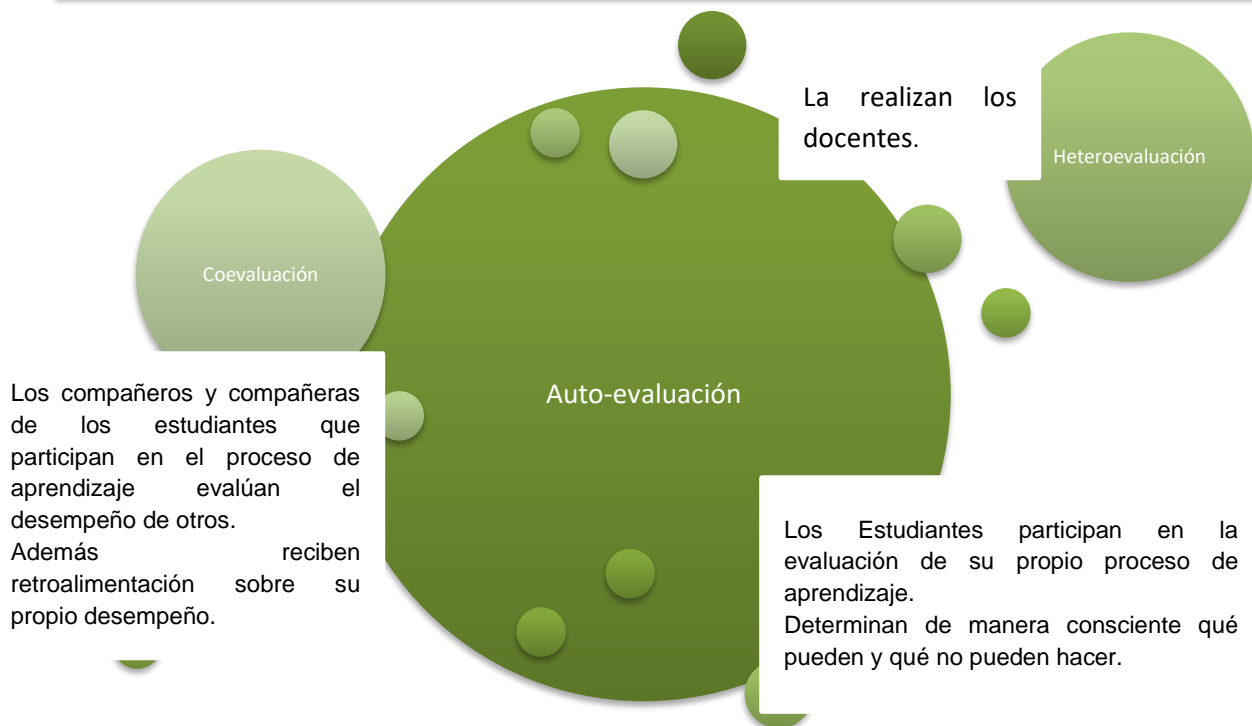 La realizan los
docentes.
Heteroevaluación
Coevaluación
Auto-evaluación
Los compañeros y compañeras
de los estudiantes que
participan en el proceso de
aprendizaje evalúan el
desempeño de otros.
Además reciben
retroalimentación sobre su
propio desempeño.
Los Estudiantes participan en la
evaluación de su propio proceso de
aprendizaje.
Determinan de manera consciente qué
pueden y qué no pueden hacer.